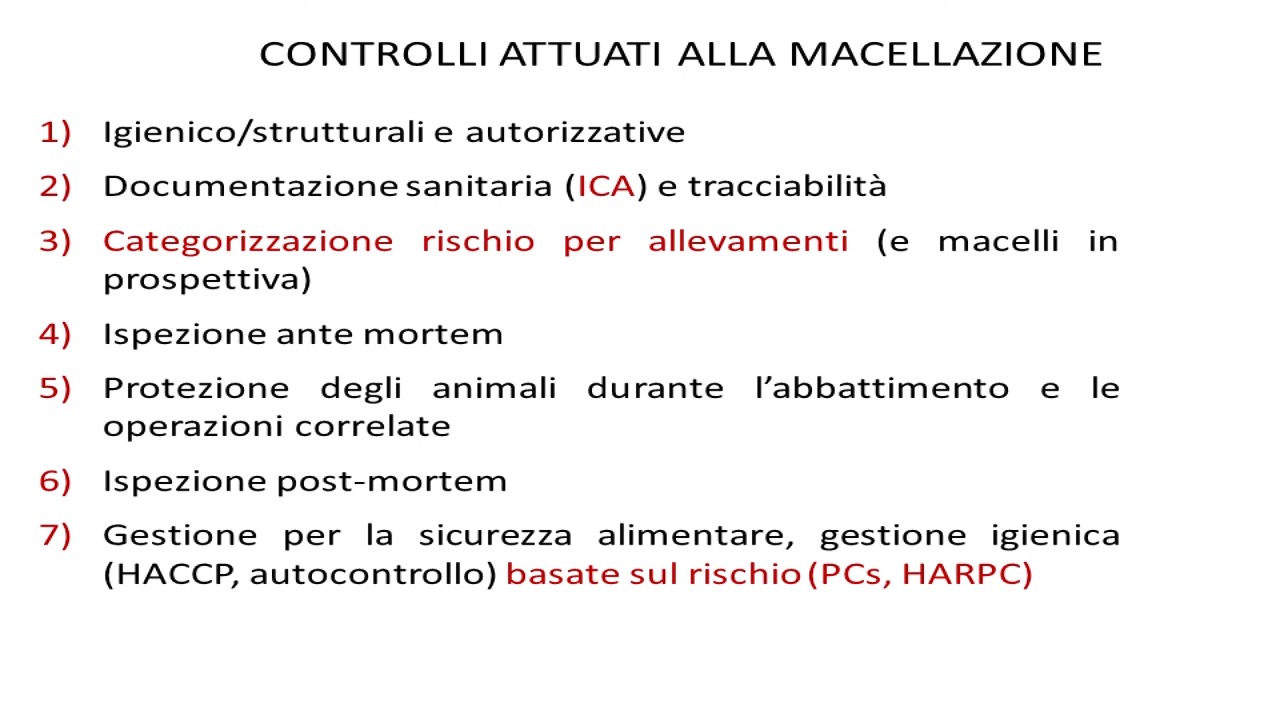 CONTROLLI ATTUATI ALLA MACELLAZIONE
1) Igienico/strutturali e autorizzative
2) Documentazione sanitaria (ICA) e tracciabilità
3) Categorizzazione rischio per allevamenti (e macelli in
prospettiva)
4) Ispezione ante mortem
5) Protezione degli animali durante l’abbattimento e le
operazioni correlate
6) Ispezione post-mortem
7) Gestione per la sicurezza alimentare, gestione igienica
(HACCP, autocontrollo) basate sul rischio (PCs, HARPC)